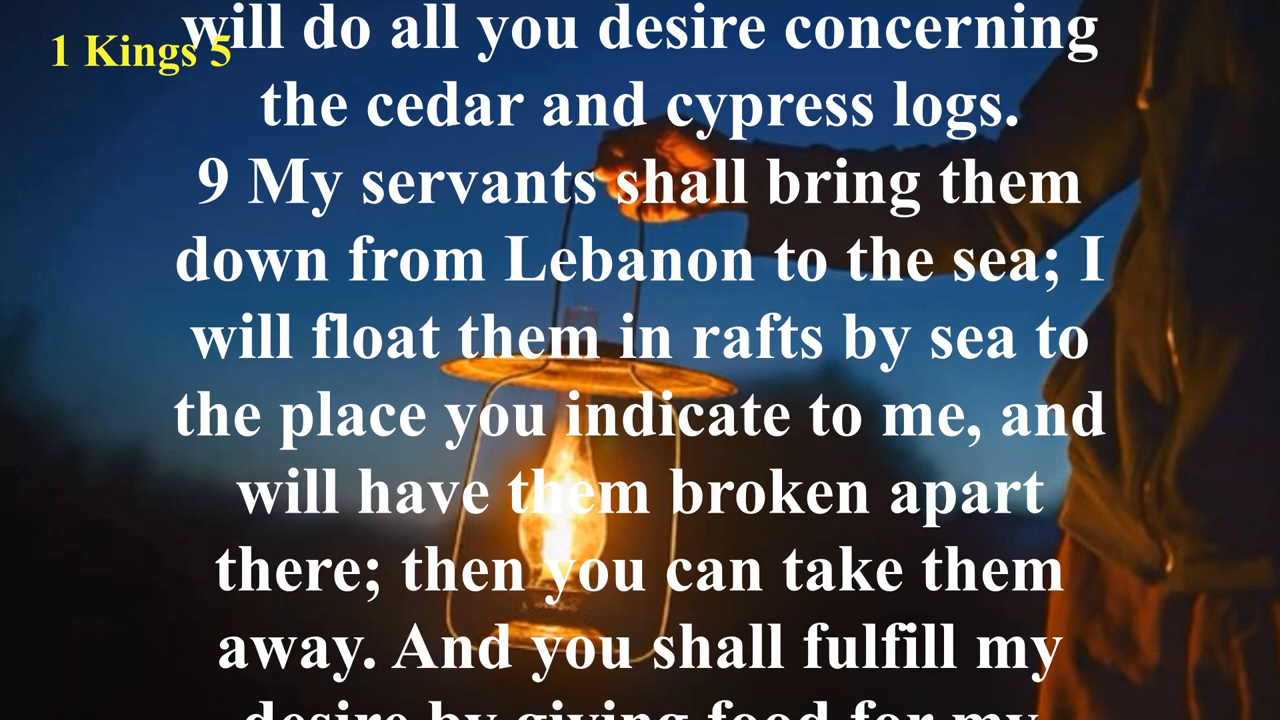 1 Kings 5
will do all you desire concerning
the cedar and cypress logs.
9 My servants shall bring them
down from Lebanon to the sea; I
will float them in rafts by sea to
the place you indicate to me, and
will have them broken apart
there; then you can take them
away. And you shall fulfill my
desire by giving food for my